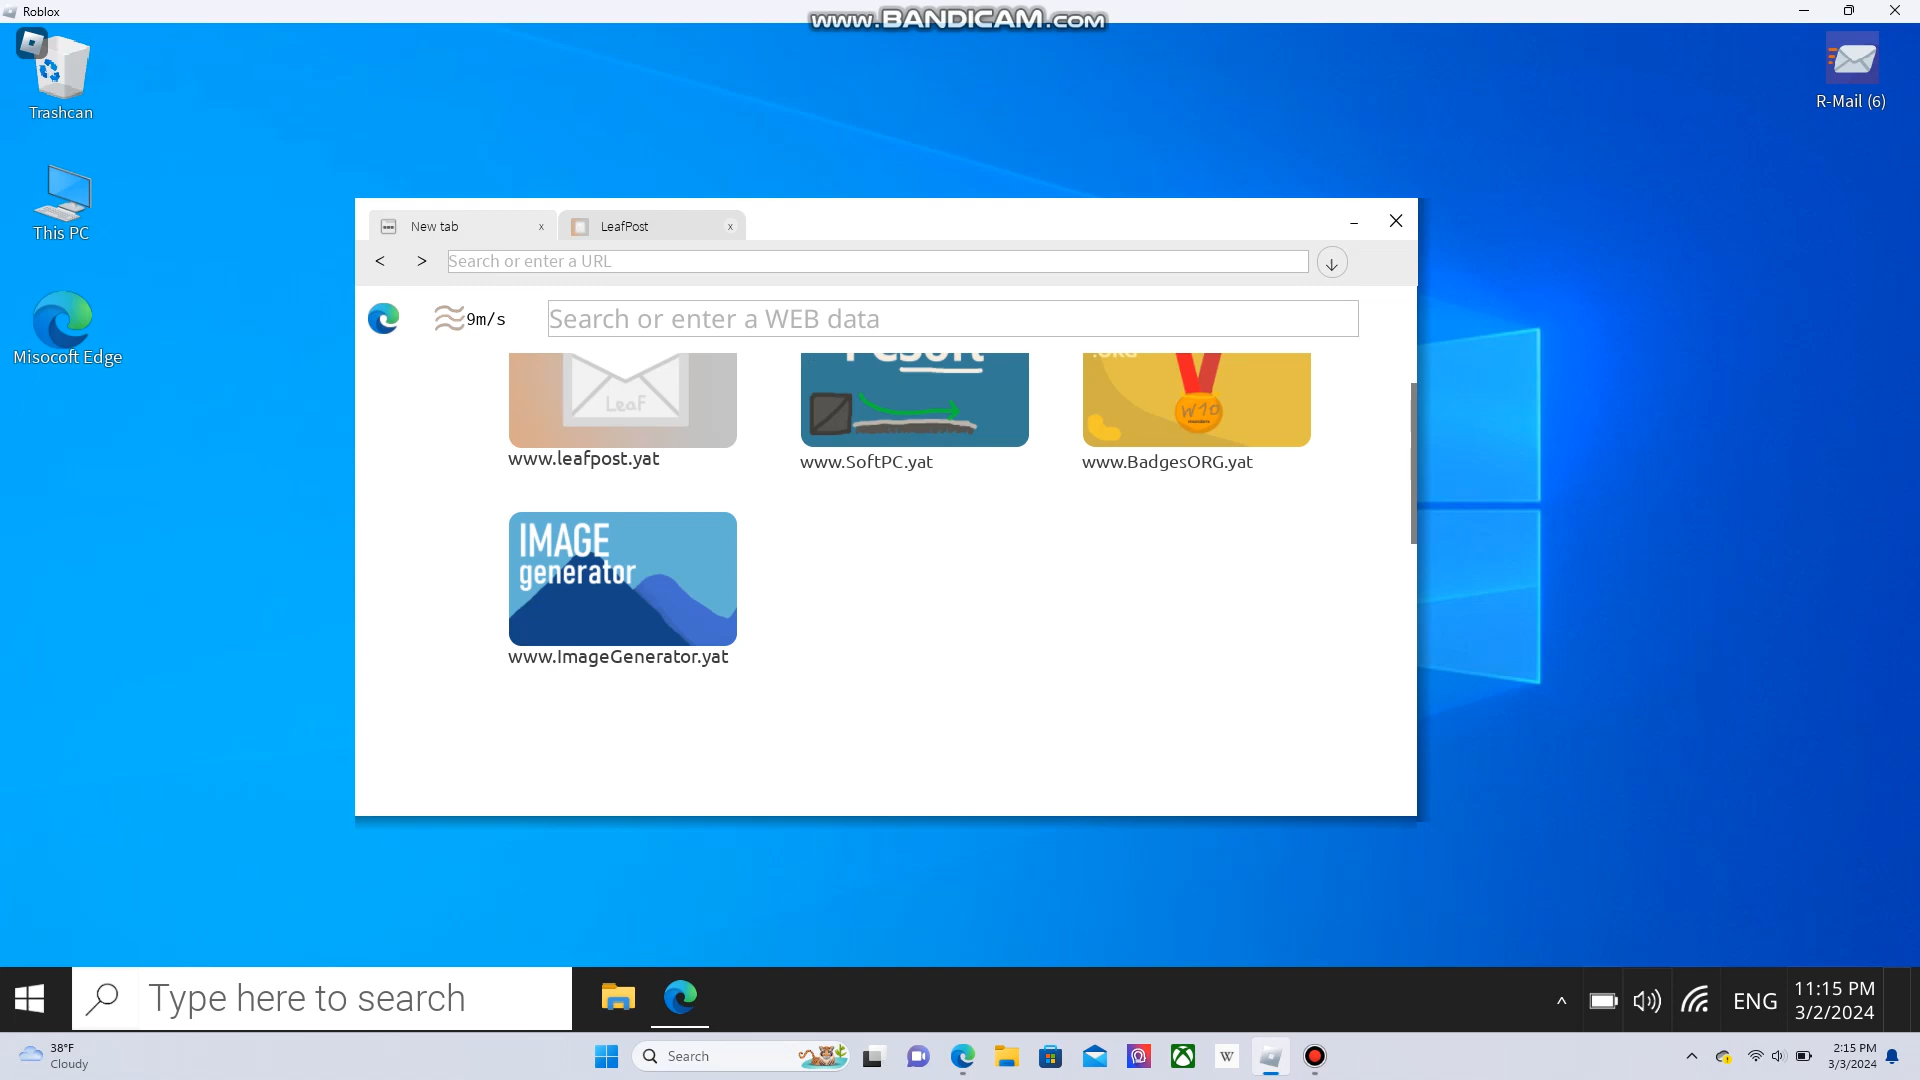 Roblox
www.BANDICAM.com
Trashcan
R-Mail (6)
This PC
Misocoft Edge
New tab
x
LeafPost
x
< > Search or enter a URL
9m/s
Search or enter a WEB data
Leaf
PCSoft
.ORG
W10
www.leafpost.yat
www.SoftPC.yat
www.BadgesORG.yat
IMAGE
generator
www.ImageGenerator.yat
Type here to search
ENG
11:15 PM
3/2/2024
38°F
Cloudy
Search
W
2:15 PM
3/3/2024